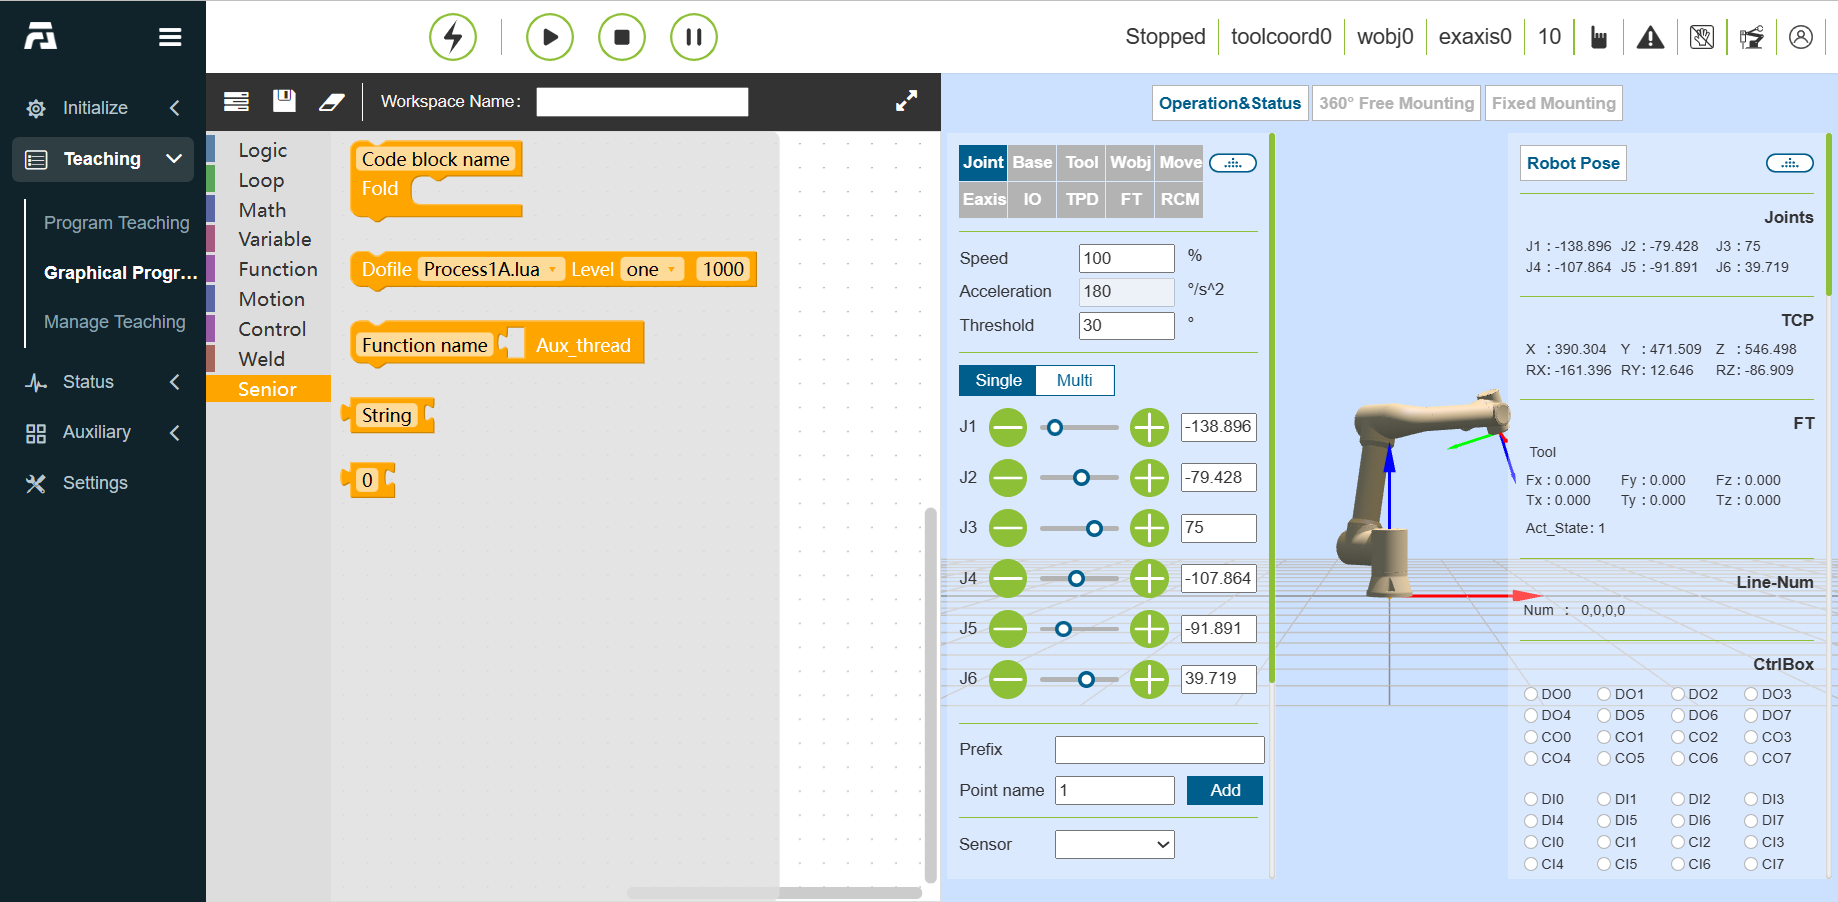 Stopped toolcoord0 wobj0 exaxis0 10
Initialize
Teaching
Program Teaching
Graphical Progr...
Manage Teaching
Status
Auxiliary
Settings
Workspace Name:
Logic
Loop
Math
Variable
Function
Motion
Control
Weld
Senior
Code block name
Fold
Dofile Process1A.lua Level one 1000
Function name Aux_thread
String
0
Operation&Status 360° Free Mounting Fixed Mounting
Joint Base Tool Wobj Move
Eaxis IO TPD FT RCM
Speed 100 %
Acceleration 180 °/s^2
Threshold 30 °
Single Multi
J1 -138.896
J2 -79.428
J3 75
J4 -107.864
J5 -91.891
J6 39.719
Prefix
Point name 1 Add
Sensor
Robot Pose
Joints
J1 : -138.896 J2 : -79.428 J3 : 75
J4 : -107.864 J5 : -91.891 J6 : 39.719
TCP
X : 390.304 Y : 471.509 Z : 546.498
RX: -161.396 RY: 12.646 RZ: -86.909
FT
Tool
Fx : 0.000 Fy : 0.000 Fz : 0.000
Tx : 0.000 Ty : 0.000 Tz : 0.000
Act_State: 1
Line-Num
Num : 0,0,0,0
CtrlBox
DO0 DO1 DO2 DO3
DO4 DO5 DO6 DO7
CO0 CO1 CO2 CO3
CO4 CO5 CO6 CO7
DI0 DI1 DI2 DI3
DI4 DI5 DI6 DI7
CI0 CI1 CI2 CI3
CI4 CI5 CI6 CI7